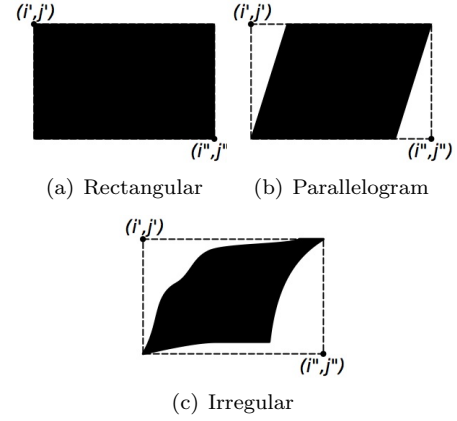 (i',j') (i',j')
(i",j" (i",j")
(a) Rectangular (b) Parallelogram
(i',j')
(i",j")
(c) Irregular